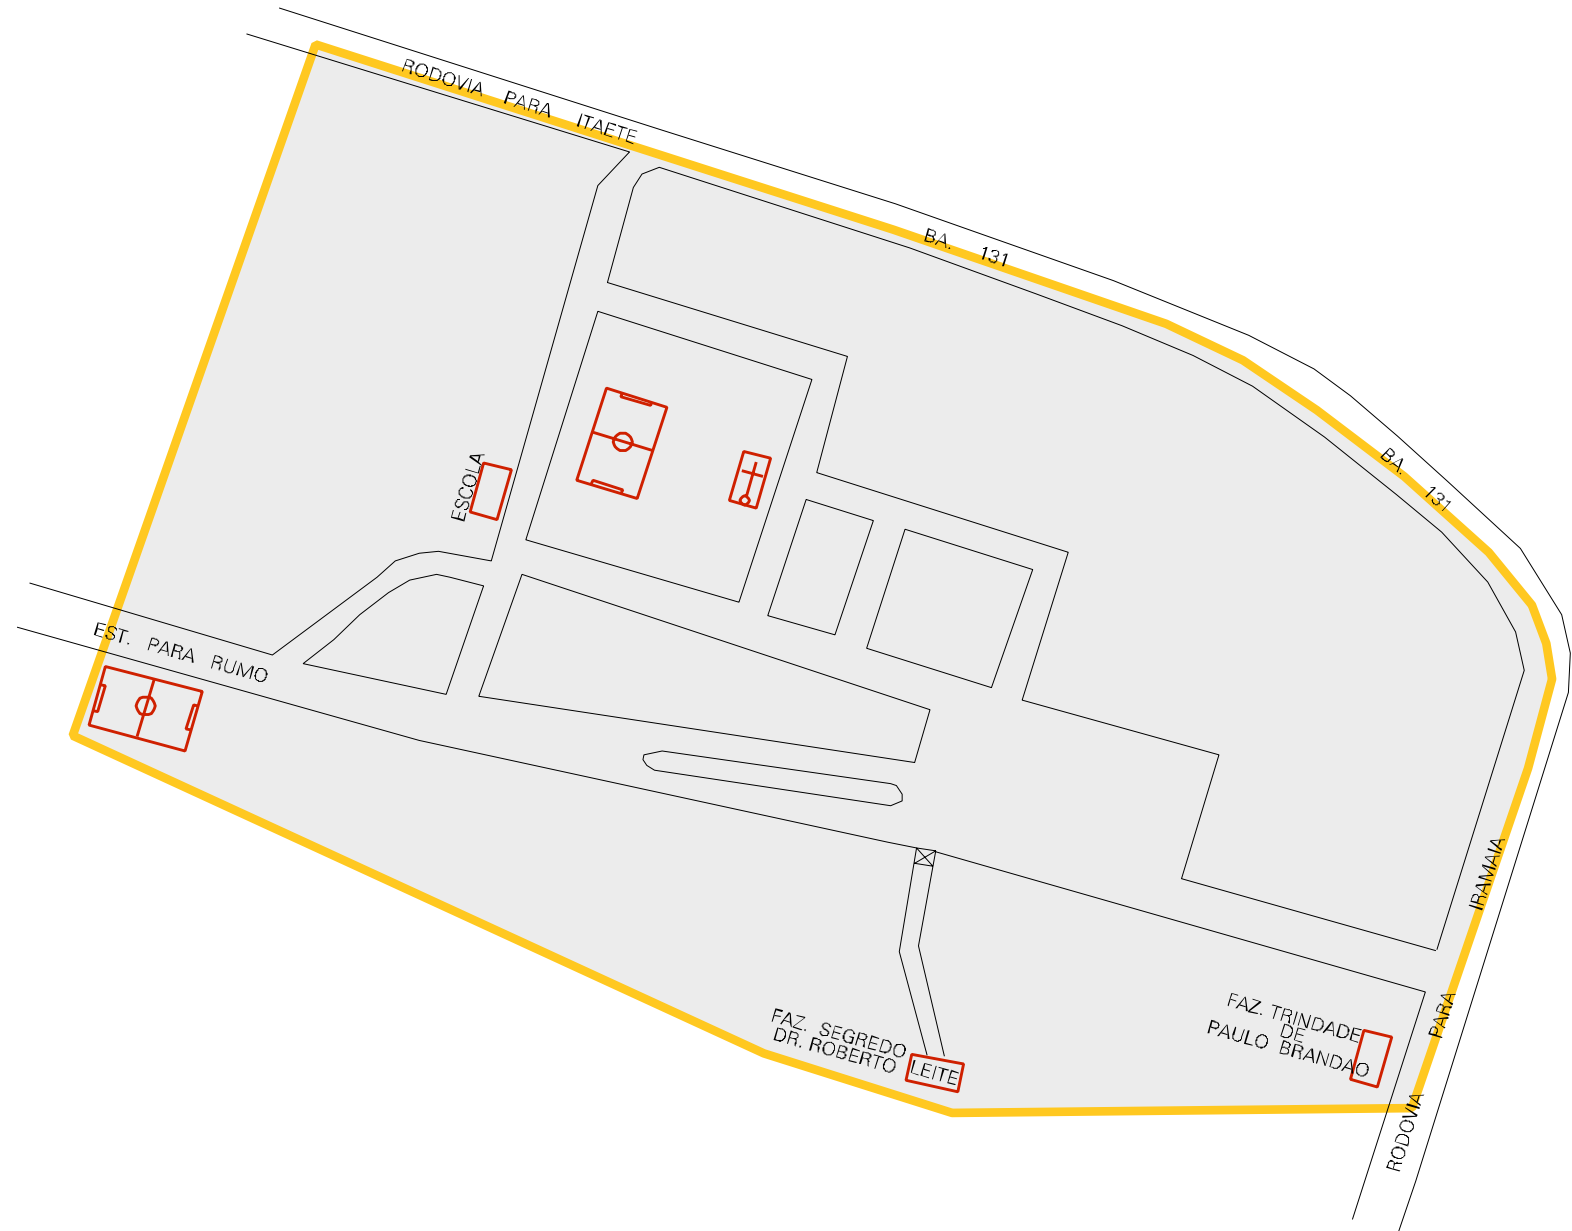 RODOVIA PARA ITAETE
BA. 131
BA. 131
ESCOLA
EST. PARA RUMO
RODOVIA PARA IRAMAIA
FAZ. SEGREDO
DR. ROBERTO
LEITE
FAZ. TRINDADE
DE
PAULO BRANDAO